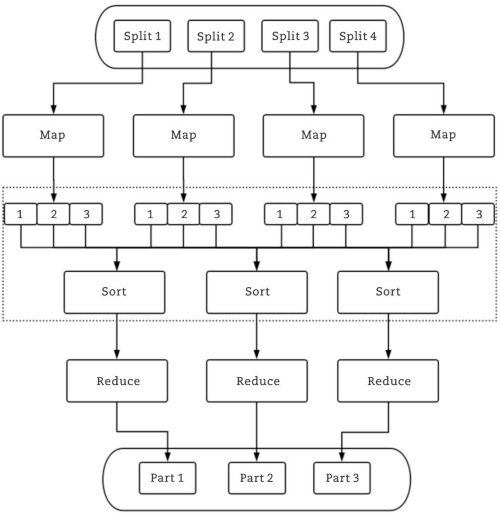 Split 1 Split 2 Split 3 Split 4
Map Map Map Map
1 2 3 1 2 3 1 2 3 1 2 3
Sort Sort Sort
Reduce Reduce Reduce
Part 1 Part 2 Part 3